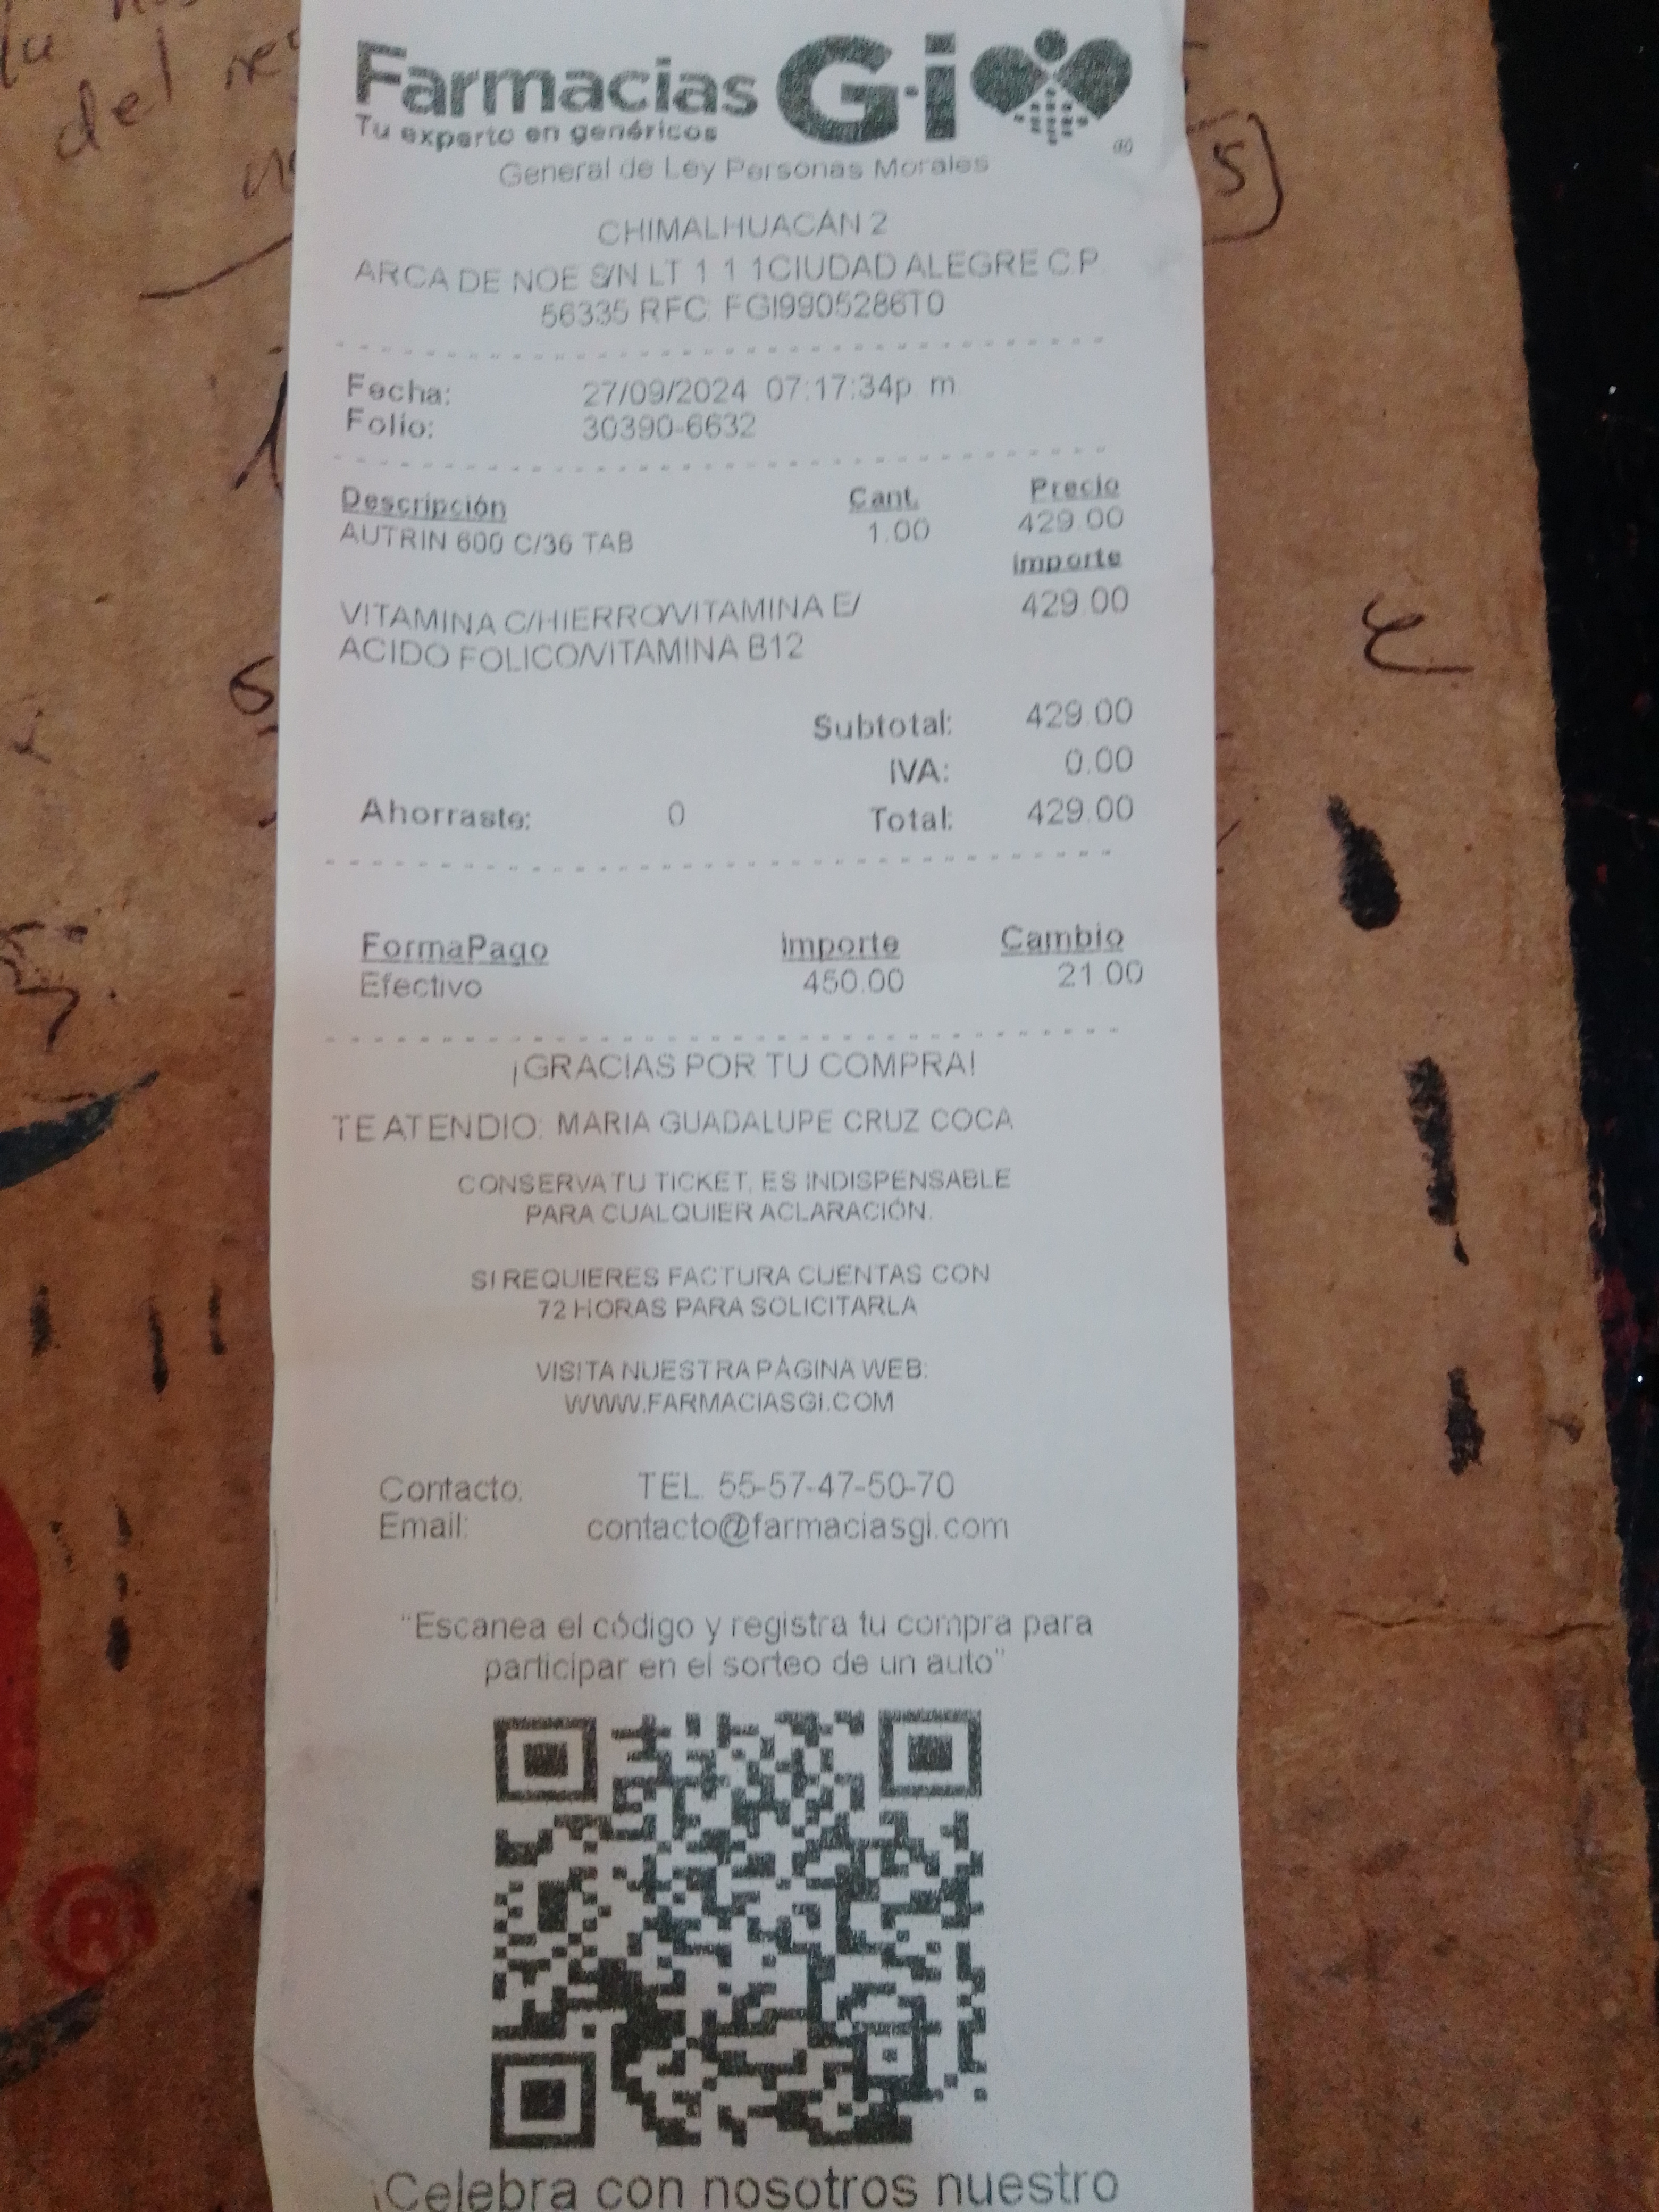 Farmacias G·i
Tu experto en genéricos
General de Ley Personas Morales
CHIMALHUACÁN 2
ARCA DE NOE S/N LT 1 1 1CIUDAD ALEGRE C.P.
56335 RFC. FGI9905286T0
Fecha: 27/09/2024 07:17:34p. m.
Folio: 30390-6632
Descripción Cant. Precio
AUTRIN 600 C/36 TAB 1.00 429.00
Importe
VITAMINA C/HIERRO/VITAMINA E/ 429.00
ACIDO FOLICO/VITAMINA B12
Subtotal: 429.00
IVA: 0.00
Ahorraste: 0 Total: 429.00
FormaPago Importe Cambio
Efectivo 450.00 21.00
¡GRACIAS POR TU COMPRA!
TE ATENDIO: MARIA GUADALUPE CRUZ COCA
CONSERVA TU TICKET, ES INDISPENSABLE
PARA CUALQUIER ACLARACIÓN.
SI REQUIERES FACTURA CUENTAS CON
72 HORAS PARA SOLICITARLA
VISITA NUESTRA PÁGINA WEB:
WWW.FARMACIASGI.COM
Contacto: TEL. 55-57-47-50-70
Email: contacto@farmaciasgi.com
"Escanea el código y registra tu compra para
participar en el sorteo de un auto"
¡Celebra con nosotros nuestro
del
5
®